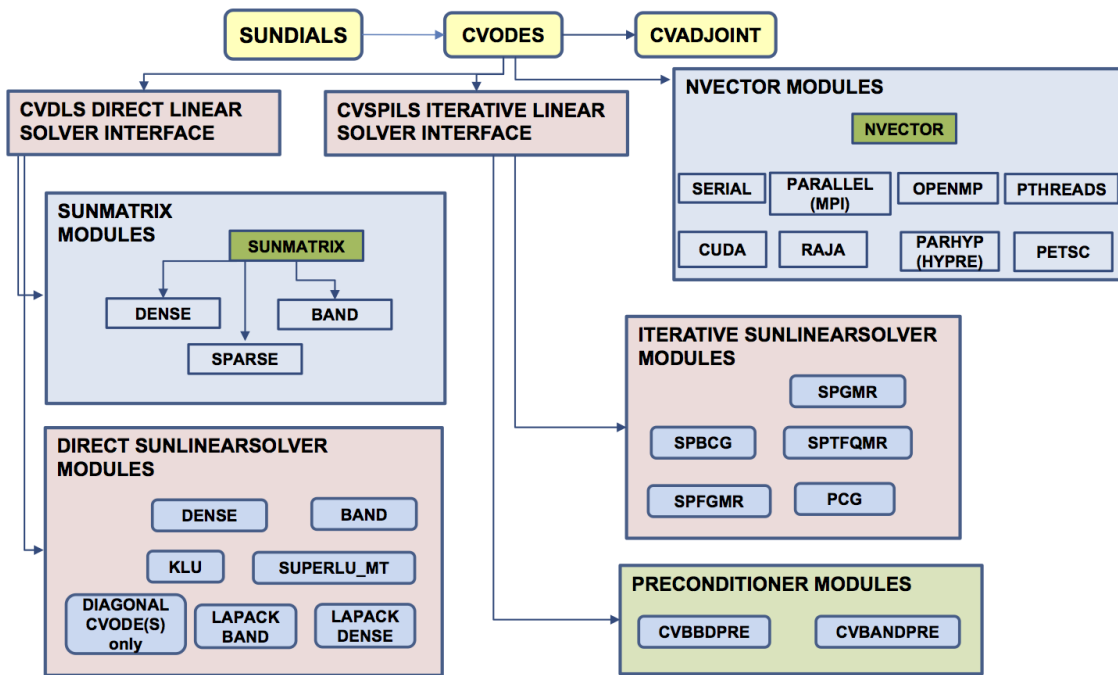 SUNDIALS
CVODES
CVADJOINT
CVDLS DIRECT LINEAR
SOLVER INTERFACE
CVSPILS ITERATIVE LINEAR
SOLVER INTERFACE
NVECTOR MODULES
NVECTOR
SERIAL
PARALLEL
(MPI)
OPENMP
PTHREADS
CUDA
RAJA
PARHYP
(HYPRE)
PETSC
SUNMATRIX
MODULES
SUNMATRIX
DENSE
BAND
SPARSE
ITERATIVE SUNLINEARSOLVER
MODULES
SPGMR
SPBCG
SPTFQMR
SPFGMR
PCG
DIRECT SUNLINEARSOLVER
MODULES
DENSE
BAND
KLU
SUPERLU_MT
DIAGONAL
CVODE(S)
only
LAPACK
BAND
LAPACK
DENSE
PRECONDITIONER MODULES
CVBBDPRE
CVBANDPRE